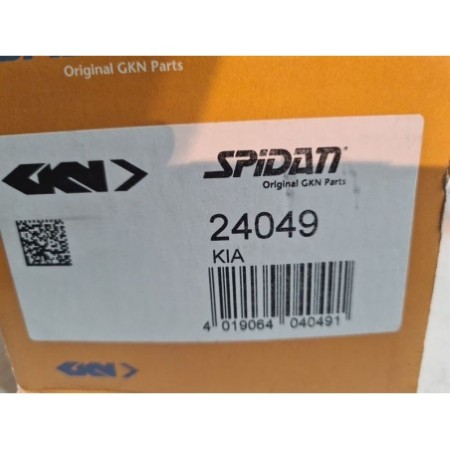 Original GKN Parts
GKN
SPIDAN
Original GKN Parts
24049
KIA
4 019064 040491
GKN